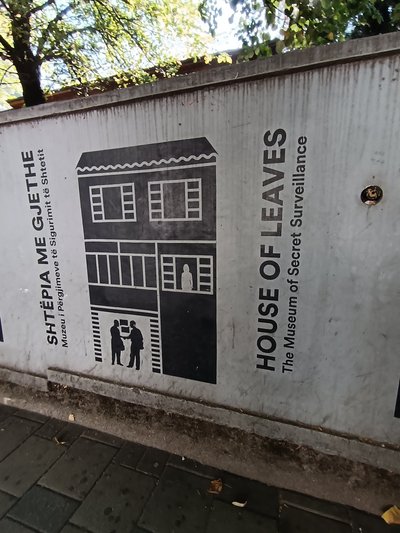 SHTËPIA ME GJETHE
Muzeu i Përgjimeve të Sigurimit të Shtetit
HOUSE OF LEAVES
The Museum of Secret Surveillance